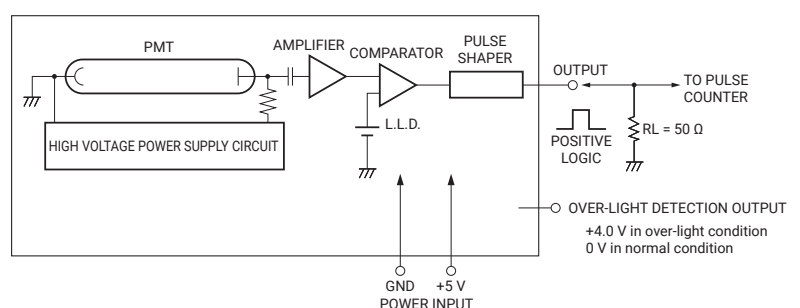 PMT
AMPLIFIER
COMPARATOR
PULSE
SHAPER
OUTPUT
TO PULSE
COUNTER
L.L.D.
HIGH VOLTAGE POWER SUPPLY CIRCUIT
POSITIVE
LOGIC
RL = 50 Ω
OVER-LIGHT DETECTION OUTPUT
+4.0 V in over-light condition
0 V in normal condition
GND +5 V
POWER INPUT